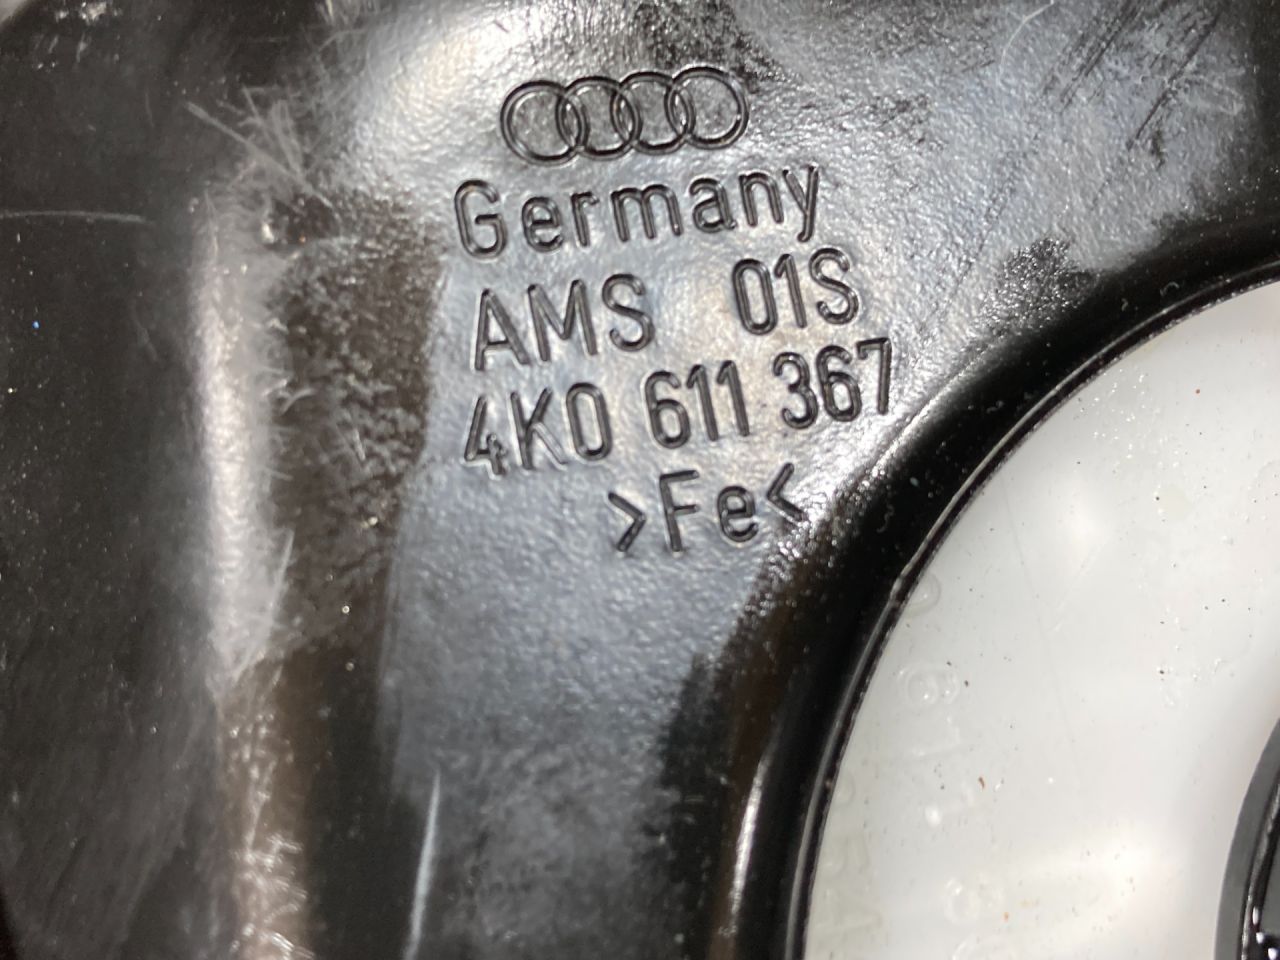 Germany
AMS 01S
4K0 611 367
>Fe<